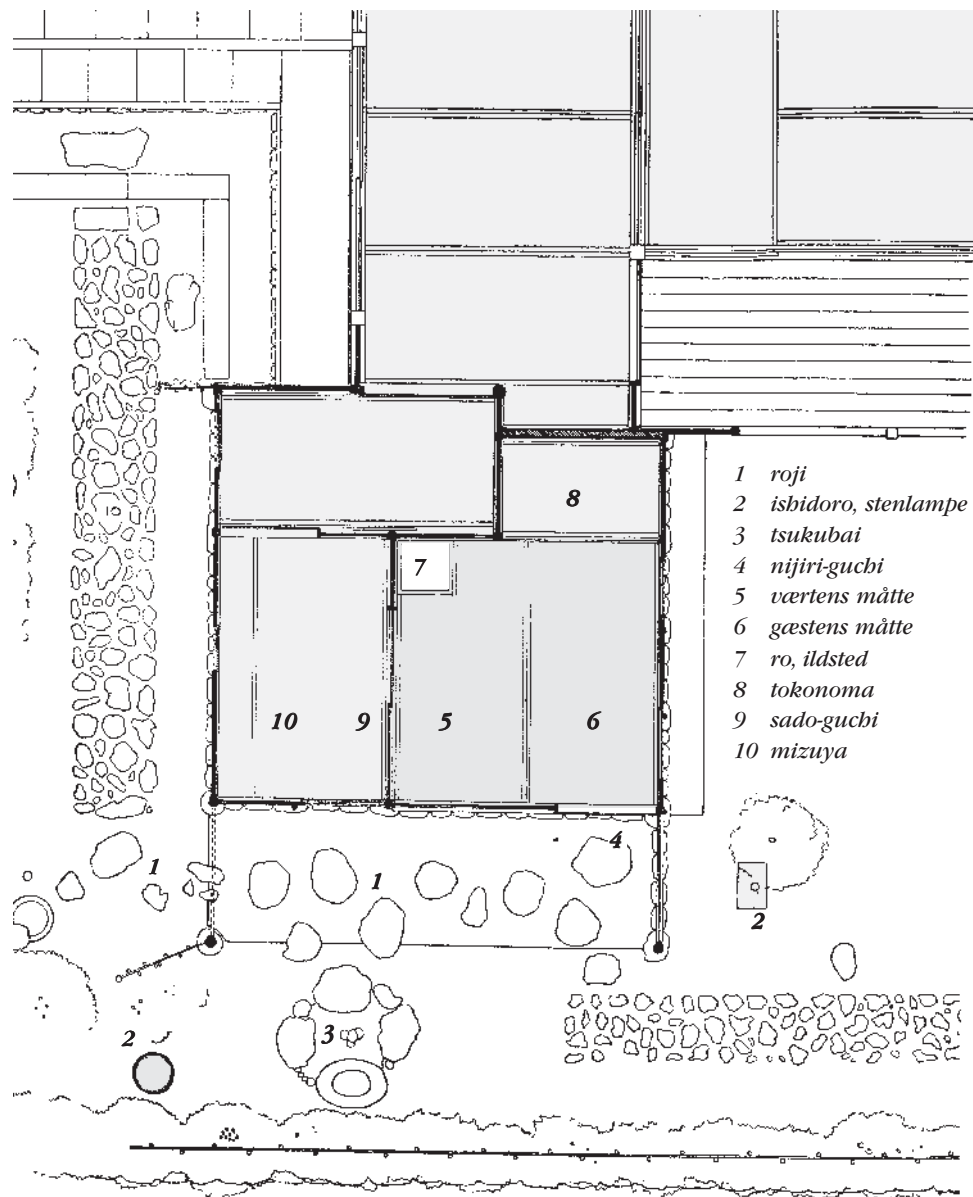 8
7
10
9
5
6
4
1
1
2
3
2
1 roji
2 ishidoro, stenlampe
3 tsukubai
4 nijiri-guchi
5 værtens måtte
6 gæstens måtte
7 ro, ildsted
8 tokonoma
9 sado-guchi
10 mizuya